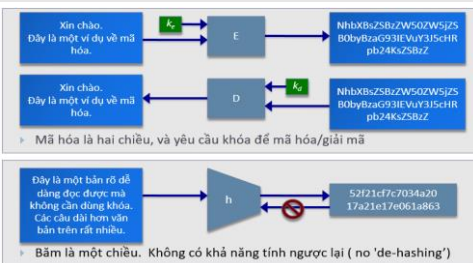 Xin chào.
Đây là một ví dụ về mã
hóa.
kₑ
E
NhbXBsZSBzZW50ZW5jZS
B0byBzaG93IEVuY3J5cHR
pb24KsZSBzZ
Xin chào.
Đây là một ví dụ về mã
hóa.
D
k_d
NhbXBsZSBzZW50ZW5jZS
B0byBzaG93IEVuY3J5cHR
pb24KsZSBzZ
Mã hóa là hai chiều, và yêu cầu khóa để mã hóa/giải mã
Đây là một bản rõ dễ
dàng đọc được mà
không cần dùng khóa.
Các câu dài hơn văn
bản trên rất nhiều.
h
52f21cf7c7034a20
17a21e17e061a863
Băm là một chiều. Không có khả năng tính ngược lại ( no 'de-hashing')